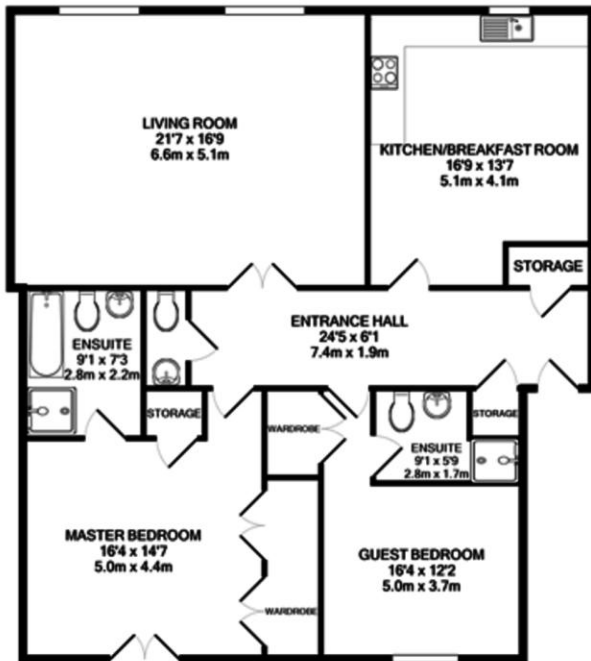 LIVING ROOM
21'7 x 16'9
6.6m x 5.1m
KITCHEN/BREAKFAST ROOM
16'9 x 13'7
5.1m x 4.1m
STORAGE
ENTRANCE HALL
24'5 x 6'1
7.4m x 1.9m
ENSUITE
9'1 x 7'3
2.8m x 2.2m
STORAGE
WARDROBE
STORAGE
ENSUITE
9'1 x 5'9
2.8m x 1.7m
MASTER BEDROOM
16'4 x 14'7
5.0m x 4.4m
GUEST BEDROOM
16'4 x 12'2
5.0m x 3.7m
WARDROBE